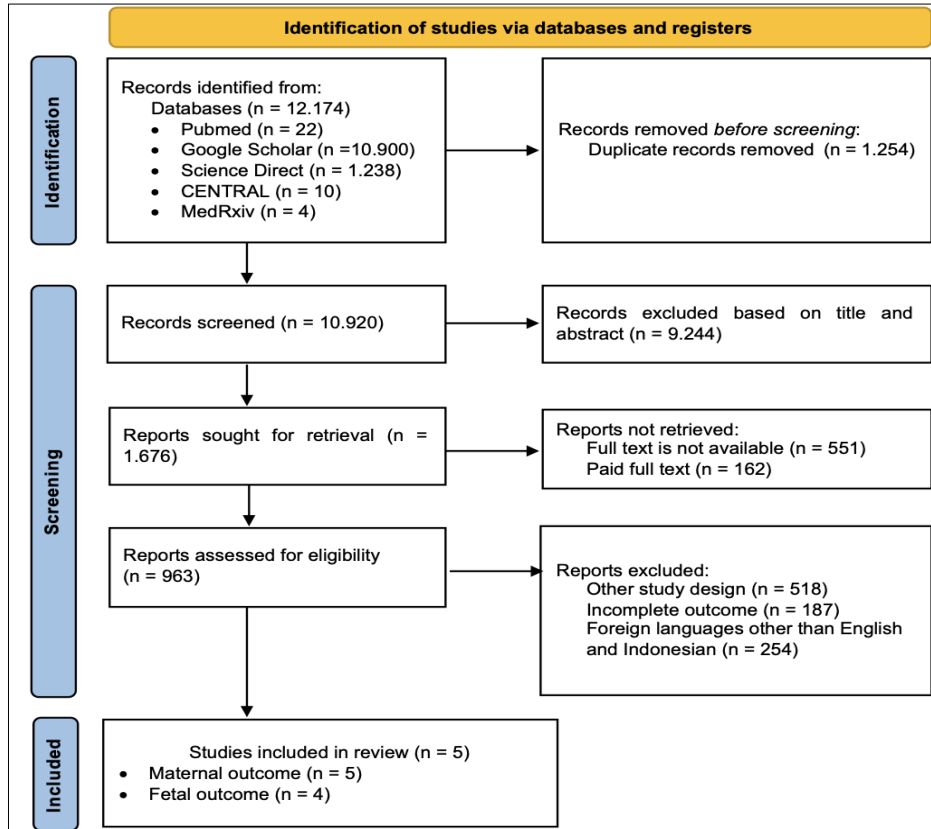 Identification of studies via databases and registers
Identification
Records identified from:
Databases (n = 12.174)
• Pubmed (n = 22)
• Google Scholar (n =10.900)
• Science Direct (n = 1.238)
• CENTRAL (n = 10)
• MedRxiv (n = 4)
Records removed before screening:
Duplicate records removed (n = 1.254)
Screening
Records screened (n = 10.920)
Records excluded based on title and
abstract (n = 9.244)
Reports sought for retrieval (n =
1.676)
Reports not retrieved:
Full text is not available (n = 551)
Paid full text (n = 162)
Reports assessed for eligibility
(n = 963)
Reports excluded:
Other study design (n = 518)
Incomplete outcome (n = 187)
Foreign languages other than English
and Indonesian (n = 254)
Included
Studies included in review (n = 5)
• Maternal outcome (n = 5)
• Fetal outcome (n = 4)